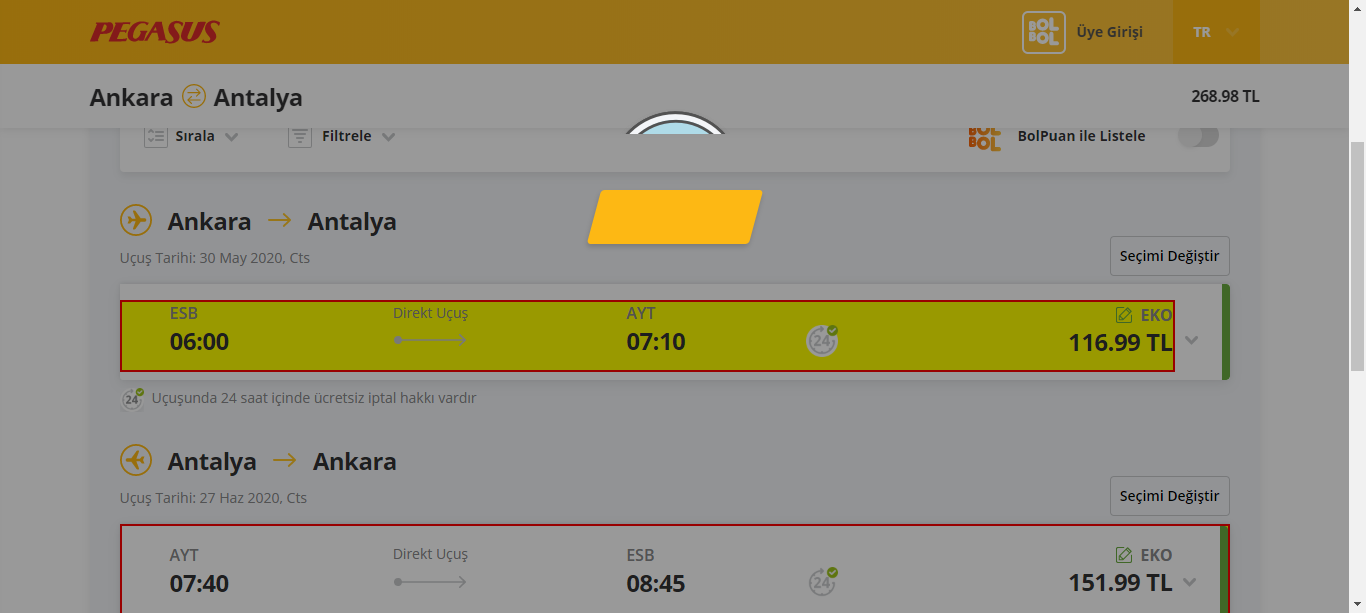 PEGASUS
BOL BOL
Üye Girişi
TR
Ankara Antalya
268.98 TL
Sırala
Filtrele
BOL BOL
BolPuan ile Listele
Ankara Antalya
Uçuş Tarihi: 30 May 2020, Cts
Seçimi Değiştir
ESB Direkt Uçuş AYT EKO
06:00 07:10 24 116.99 TL
24 Uçuşunda 24 saat içinde ücretsiz iptal hakkı vardır
Antalya Ankara
Uçuş Tarihi: 27 Haz 2020, Cts
Seçimi Değiştir
AYT Direkt Uçuş ESB EKO
07:40 08:45 24 151.99 TL